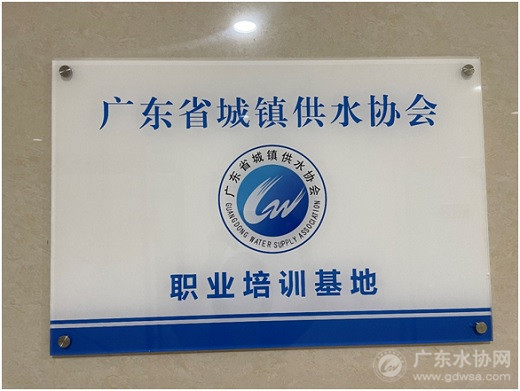 广东省城镇供水协会
广东省城镇供水协会
GUANGDONG WATER SUPPLY ASSOCIATION
职业培训基地
广东水协网
www.gdwsa.com